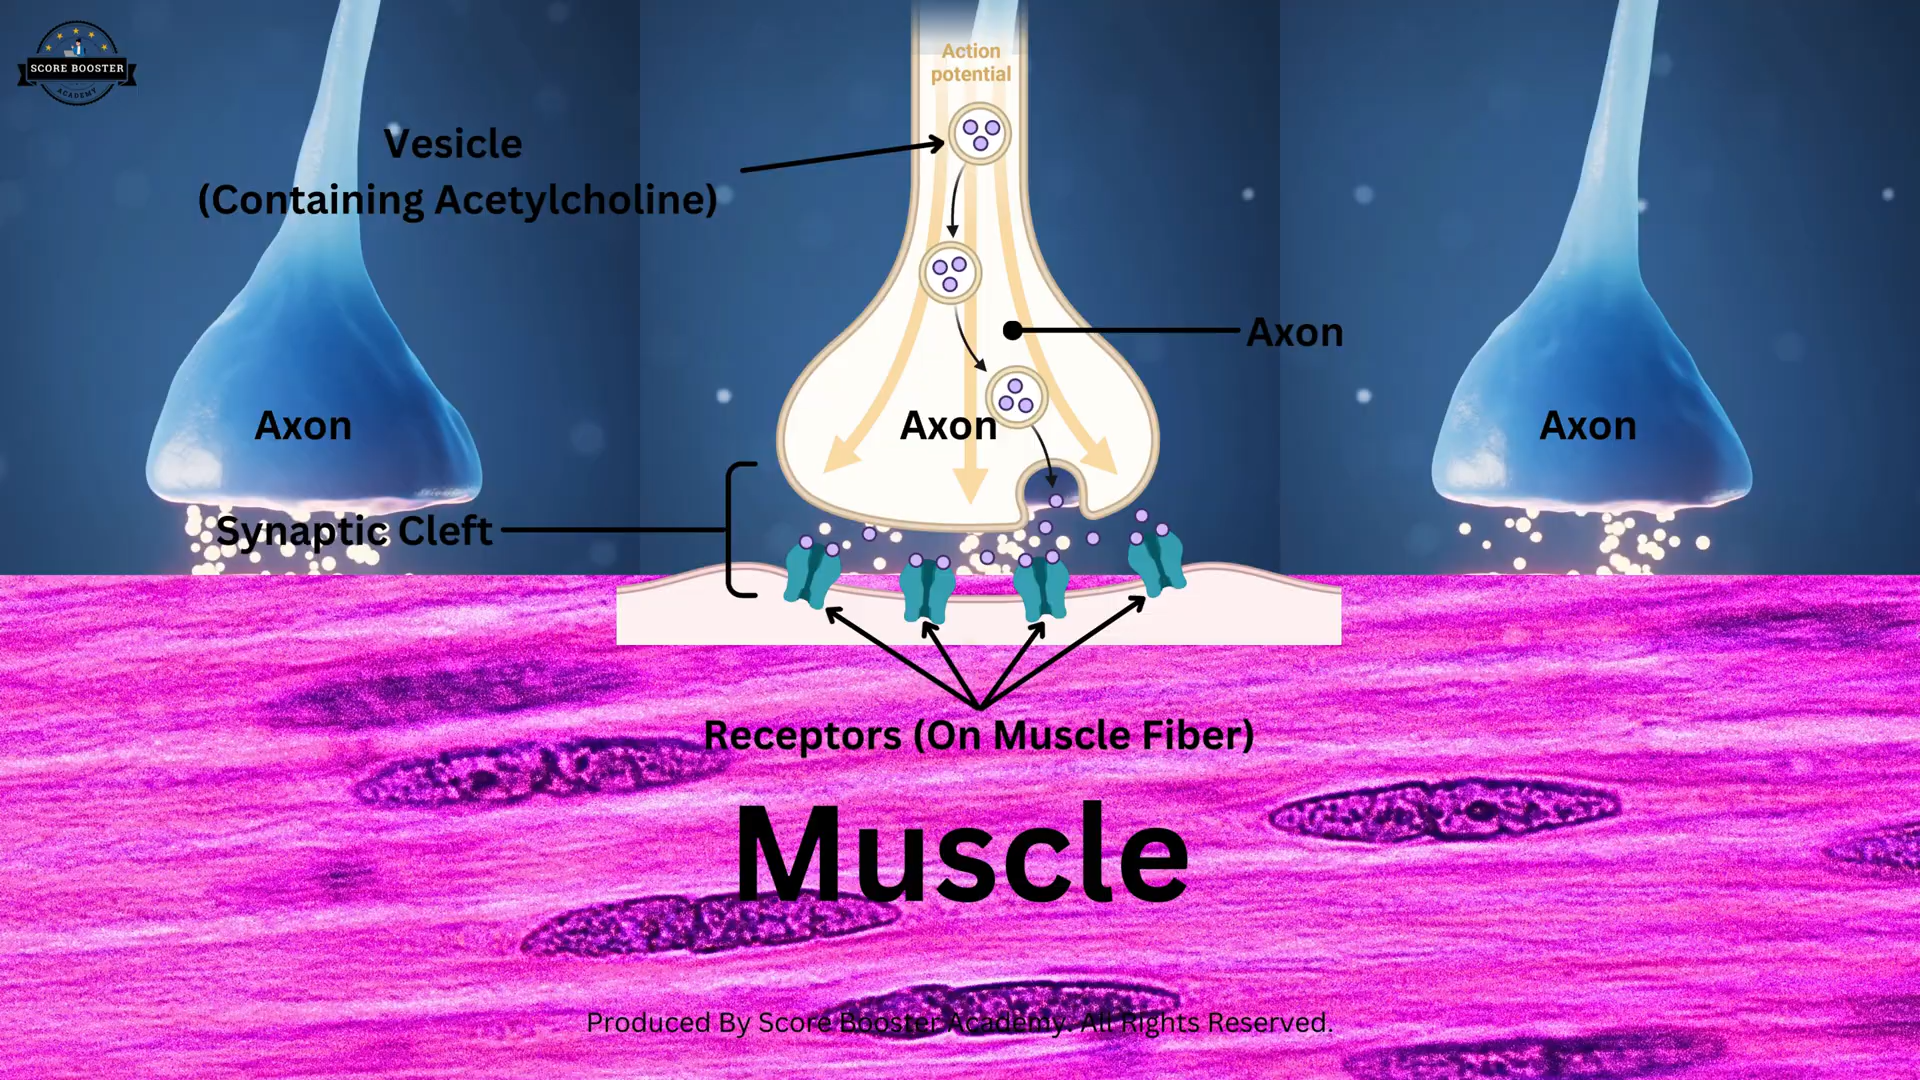 SCORE BOOSTER
ACADEMY
Action
potential
Vesicle
(Containing Acetylcholine)
Axon
Axon
Axon
Axon
Synaptic Cleft
Receptors (On Muscle Fiber)
Muscle
Produced By Score Booster Academy. All Rights Reserved.